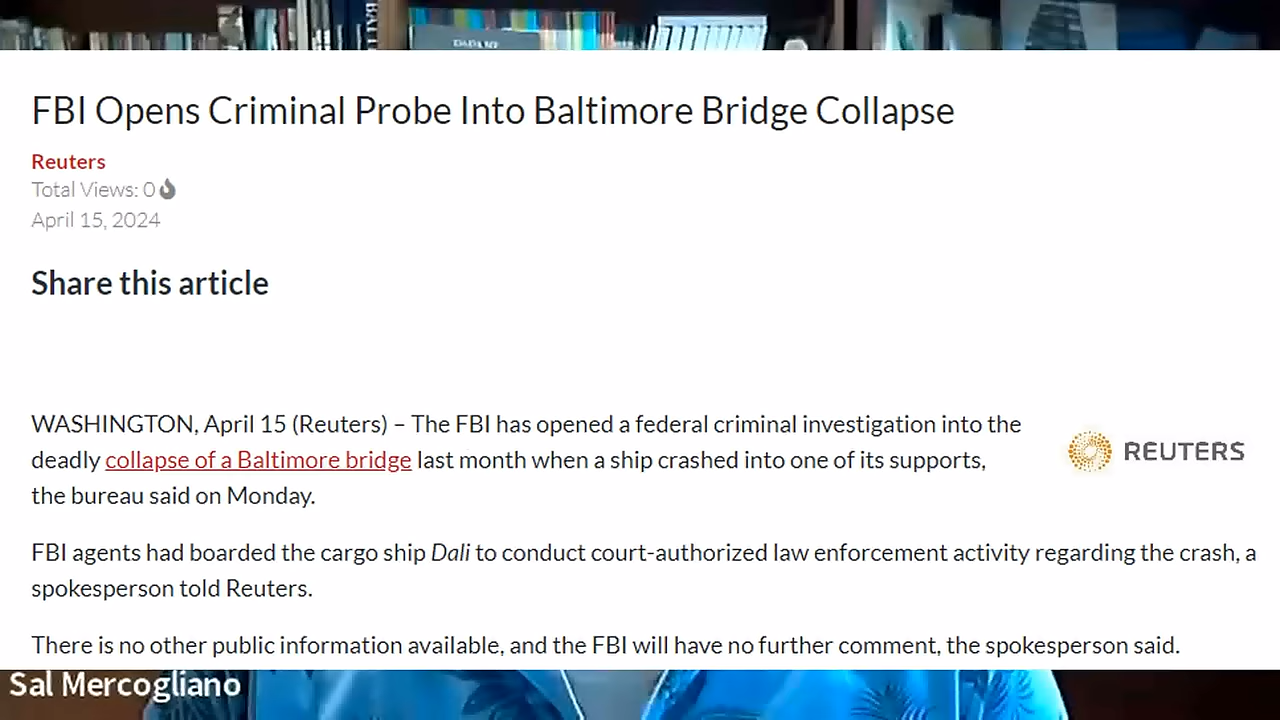 FBI Opens Criminal Probe Into Baltimore Bridge Collapse
Reuters
Total Views: 0
April 15, 2024
Share this article
WASHINGTON, April 15 (Reuters) – The FBI has opened a federal criminal investigation into the
deadly collapse of a Baltimore bridge last month when a ship crashed into one of its supports,
the bureau said on Monday.
REUTERS
FBI agents had boarded the cargo ship Dali to conduct court-authorized law enforcement activity regarding the crash, a
spokesperson told Reuters.
There is no other public information available, and the FBI will have no further comment, the spokesperson said.
Sal Mercogliano